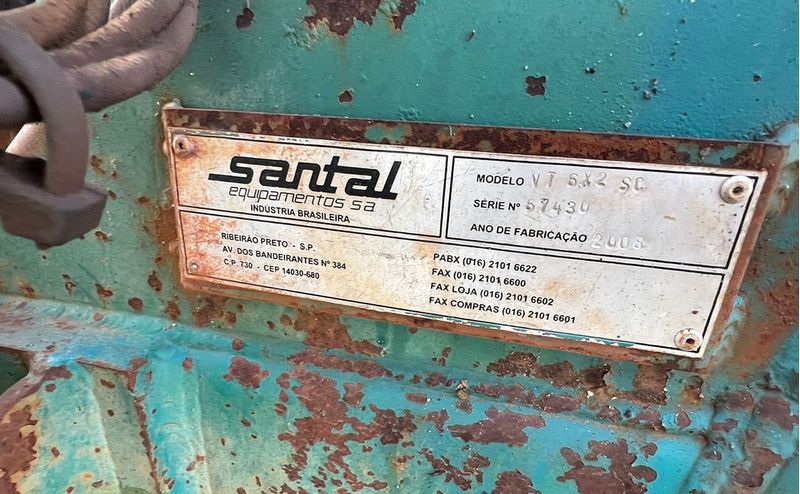 santal
equipamentos sa
INDÚSTRIA BRASILEIRA
MODELO VT 6X2 SC
SÉRIE Nº 57430
ANO DE FABRICAÇÃO 2008
RIBEIRÃO PRETO - S.P.
AV. DOS BANDEIRANTES Nº 384
C.P. 730 - CEP 14030-680
PABX (016) 2101 6622
FAX (016) 2101 6600
FAX LOJA (016) 2101 6602
FAX COMPRAS (016) 2101 6601